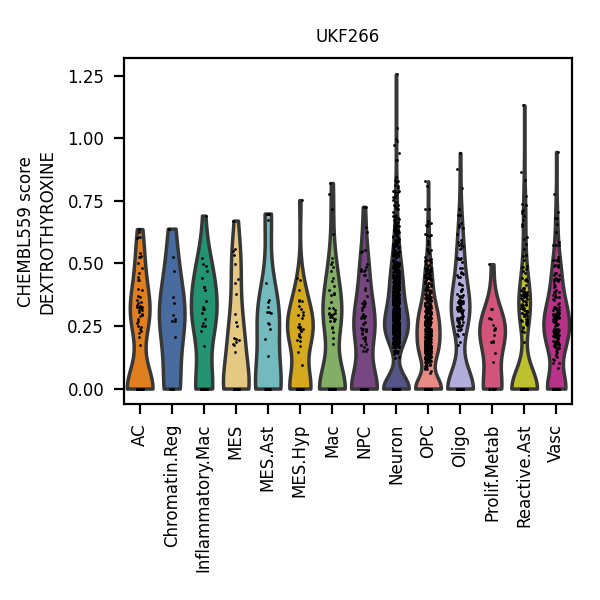 UKF266
CHEMBL559 score
DEXTROTHYROXINE
1.25
1.00
0.75
0.50
0.25
0.00
AC
Chromatin.Reg
Inflammatory.Mac
MES
MES.Ast
MES.Hyp
Mac
NPC
Neuron
OPC
Oligo
Prolif.Metab
Reactive.Ast
Vasc